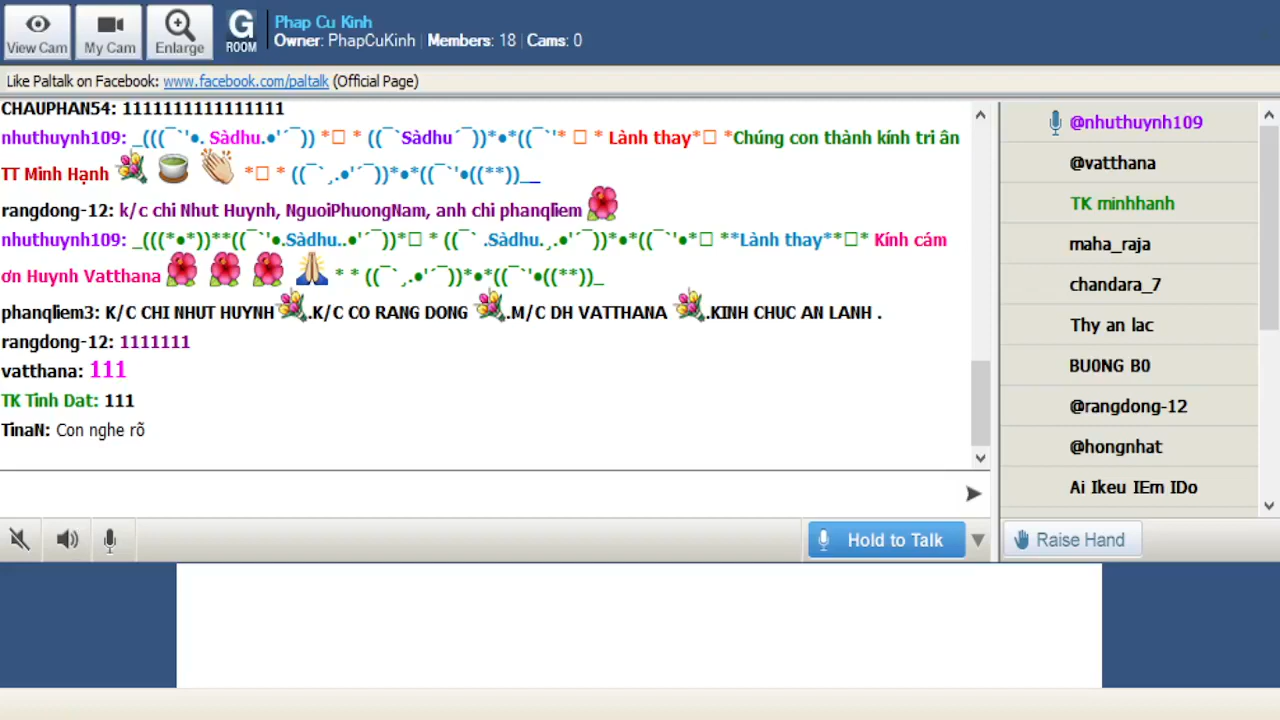 View Cam
My Cam
Enlarge
G
ROOM
Phap Cu Kinh
Owner: PhapCuKinh | Members: 18 | Cams: 0
Like Paltalk on Facebook: www.facebook.com/paltalk (Official Page)
CHAUPHAN54: 1111111111111111
nhuthuynh109: _(((¯`'•. Sàdhu.•'´¯)) *□ * ((¯`Sàdhu´¯))*•*((¯`'* □ * Lành thay*□ *Chúng con thành kính tri ân
TT Minh Hạnh 💐 🍵 👏 *□ * ((¯`¸.•'´¯))*•*((¯`'•((**))__
rangdong-12: k/c chi Nhut Huynh, NguoiPhuongNam, anh chi phanqliem 🌺
nhuthuynh109: _(((*•*))**((¯`'•.Sàdhu..•'´¯))*□ * ((¯` .Sàdhu.¸.•'´¯))*•*((¯`'•*□ **Lành thay**□* Kính cám
ơn Huynh Vatthana 🌺 🌺 🌺 🙏 * * ((¯`¸.•'´¯))*•*((¯`'•((**))_
phanqliem3: K/C CHI NHUT HUYNH💐.K/C CO RANG DONG 💐.M/C DH VATTHANA 💐.KINH CHUC AN LANH .
rangdong-12: 1111111
vatthana: 111
TK Tinh Dat: 111
TinaN: Con nghe rõ
@nhuthuynh109
@vatthana
TK minhhanh
maha_raja
chandara_7
Thy an lac
BU0NG B0
@rangdong-12
@hongnhat
Ai Ikeu IEm IDo
Hold to Talk
Raise Hand